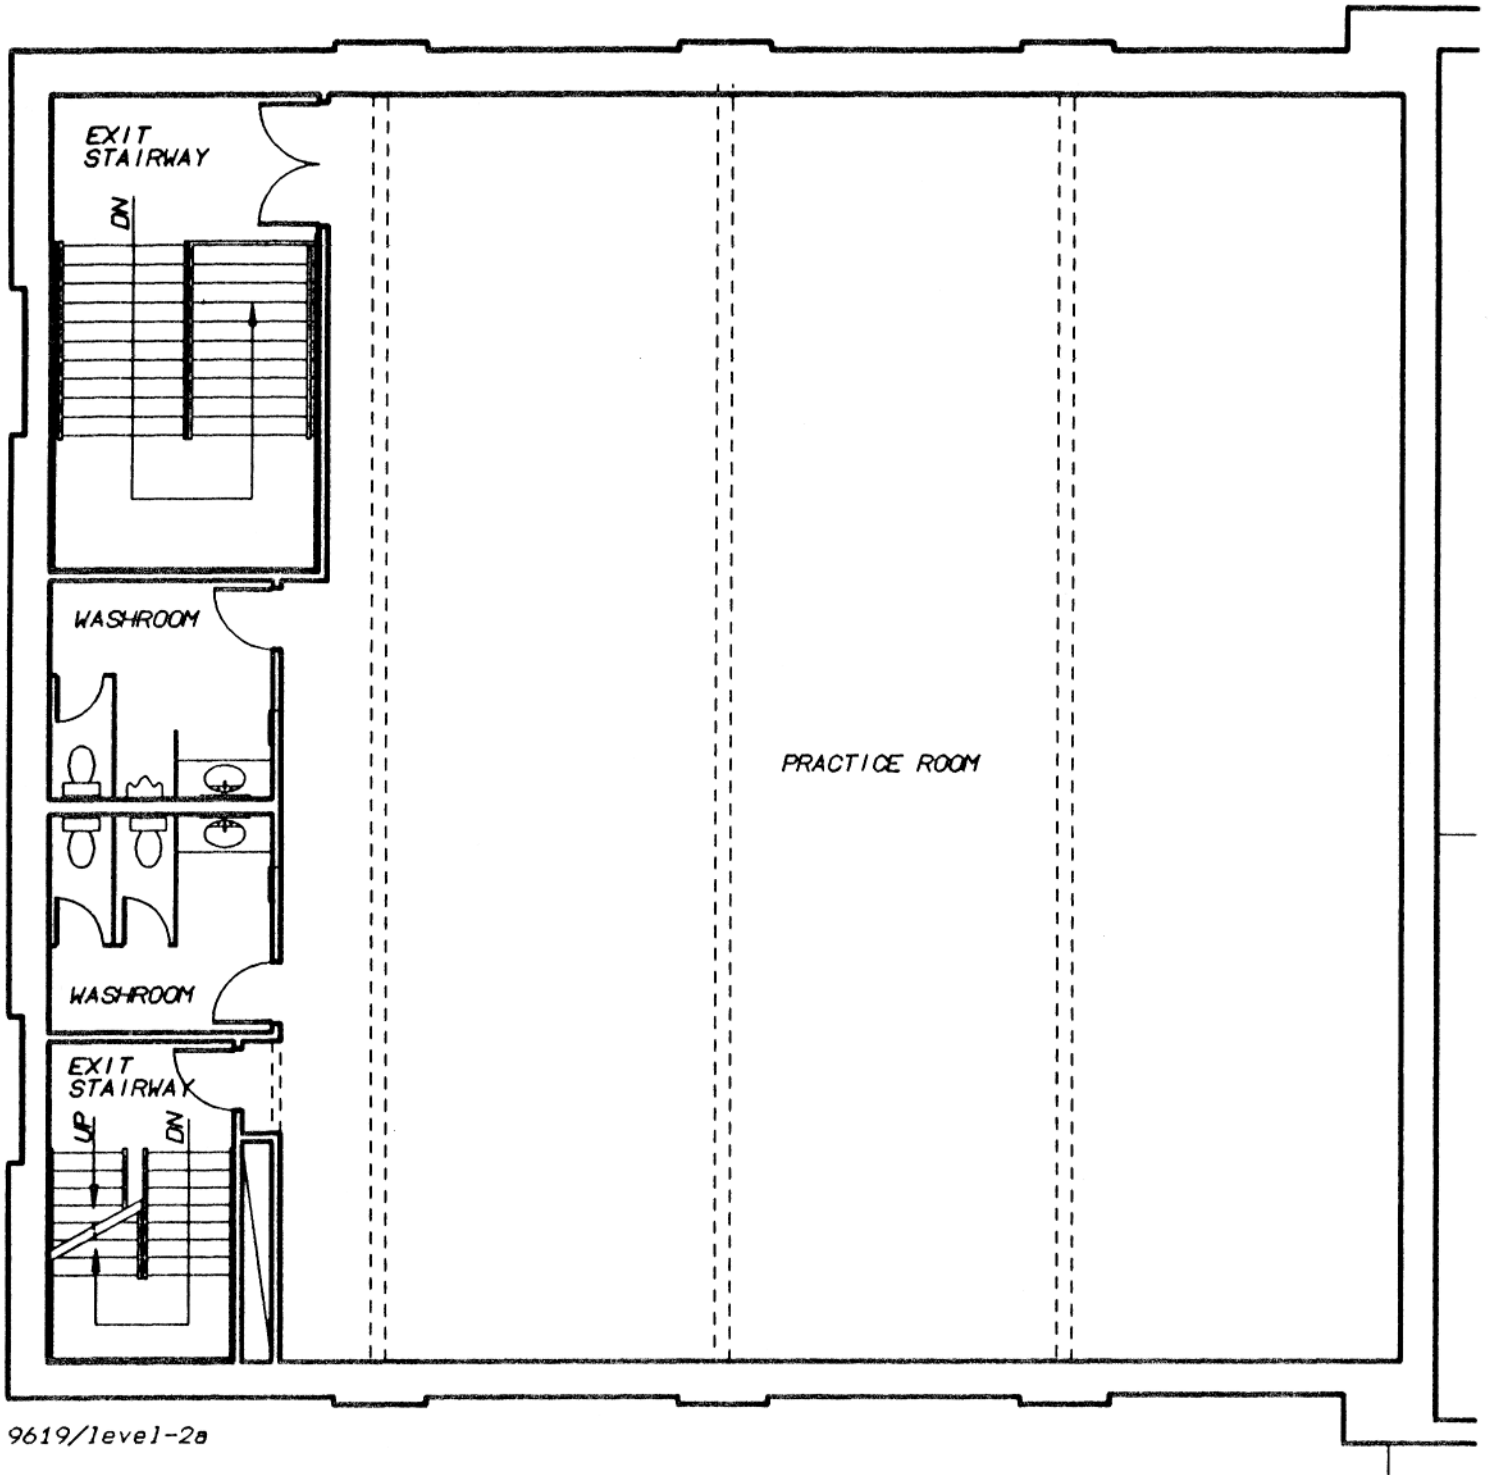 EXIT
STAIRWAY
DN
WASHROOM
PRACTICE ROOM
WASHROOM
EXIT
STAIRWAY
UP
DN
9619/level-2a